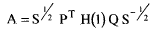 A = S^{1/2} P^T H(1) Q S^{-1/2}